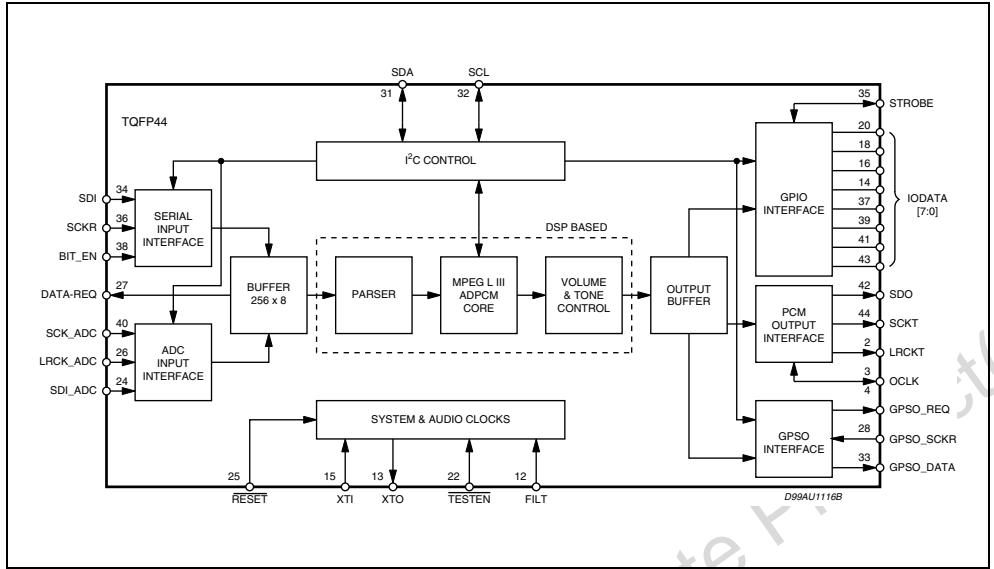 SDA
SCL
31
32
TQFP44
I²C CONTROL
35
STROBE
20
18
16
14
37
39
41
43
GPIO
INTERFACE
IODATA
[7:0]
SDI
34
SCKR
36
BIT_EN
38
SERIAL
INPUT
INTERFACE
DSP BASED
DATA-REQ
27
BUFFER
256 x 8
PARSER
MPEG L III
ADPCM
CORE
VOLUME
& TONE
CONTROL
OUTPUT
BUFFER
SCK_ADC
40
LRCK_ADC
26
SDI_ADC
24
ADC
INPUT
INTERFACE
PCM
OUTPUT
INTERFACE
42
SDO
44
SCKT
2
LRCKT
3
OCLK
4
GPSO_REQ
28
GPSO_SCKR
33
GPSO_DATA
GPSO
INTERFACE
SYSTEM & AUDIO CLOCKS
25
15
13
22
12
RESET
XTI
XTO
TESTEN
FILT
D99AU1116B